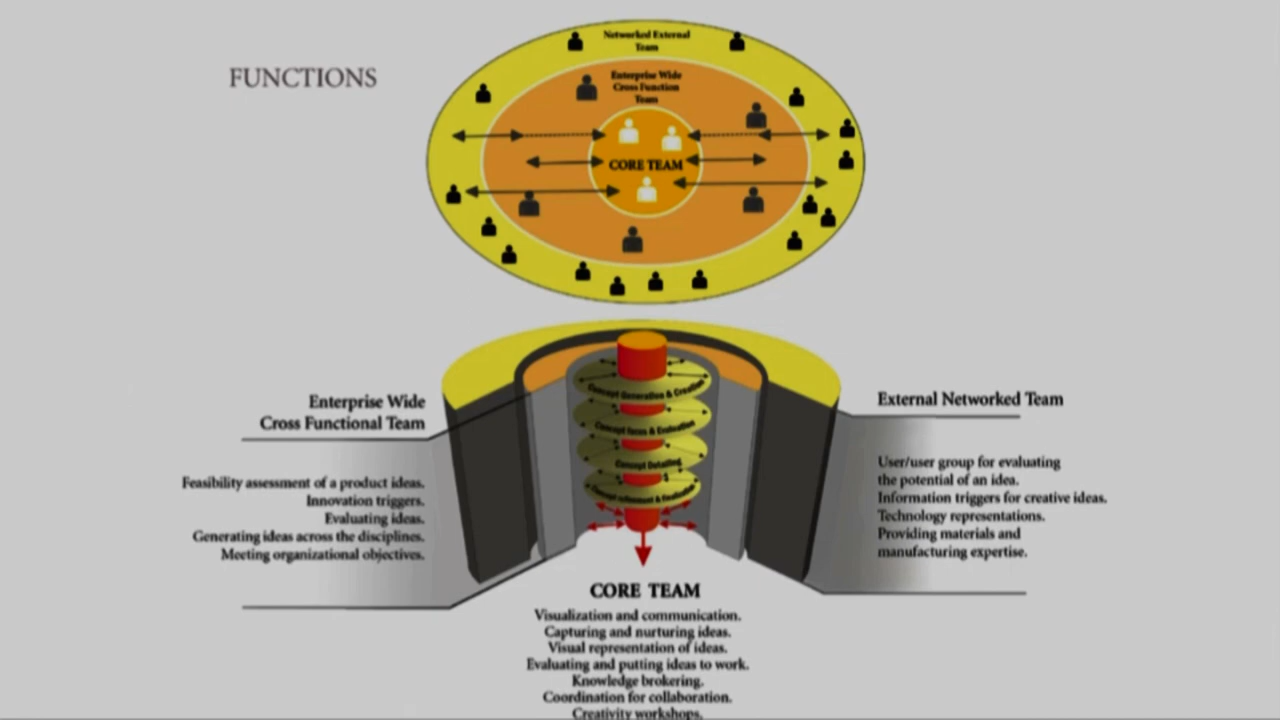 FUNCTIONS
Networked External
Team
Enterprise Wide
Cross Function
Team
CORE TEAM
Concept Generation & Creation
Concept focus & Evaluation
Concept Detailing
Concept refinement & Evaluation
Enterprise Wide
Cross Functional Team
Feasibility assessment of a product ideas.
Innovation triggers.
Evaluating ideas.
Generating ideas across the disciplines.
Meeting organizational objectives.
External Networked Team
User/user group for evaluating
the potential of an idea.
Information triggers for creative ideas.
Technology representations.
Providing materials and
manufacturing expertise.
CORE TEAM
Visualization and communication.
Capturing and nurturing ideas.
Visual representation of ideas.
Evaluating and putting ideas to work.
Knowledge brokering.
Coordination for collaboration.
Creativity workshops.